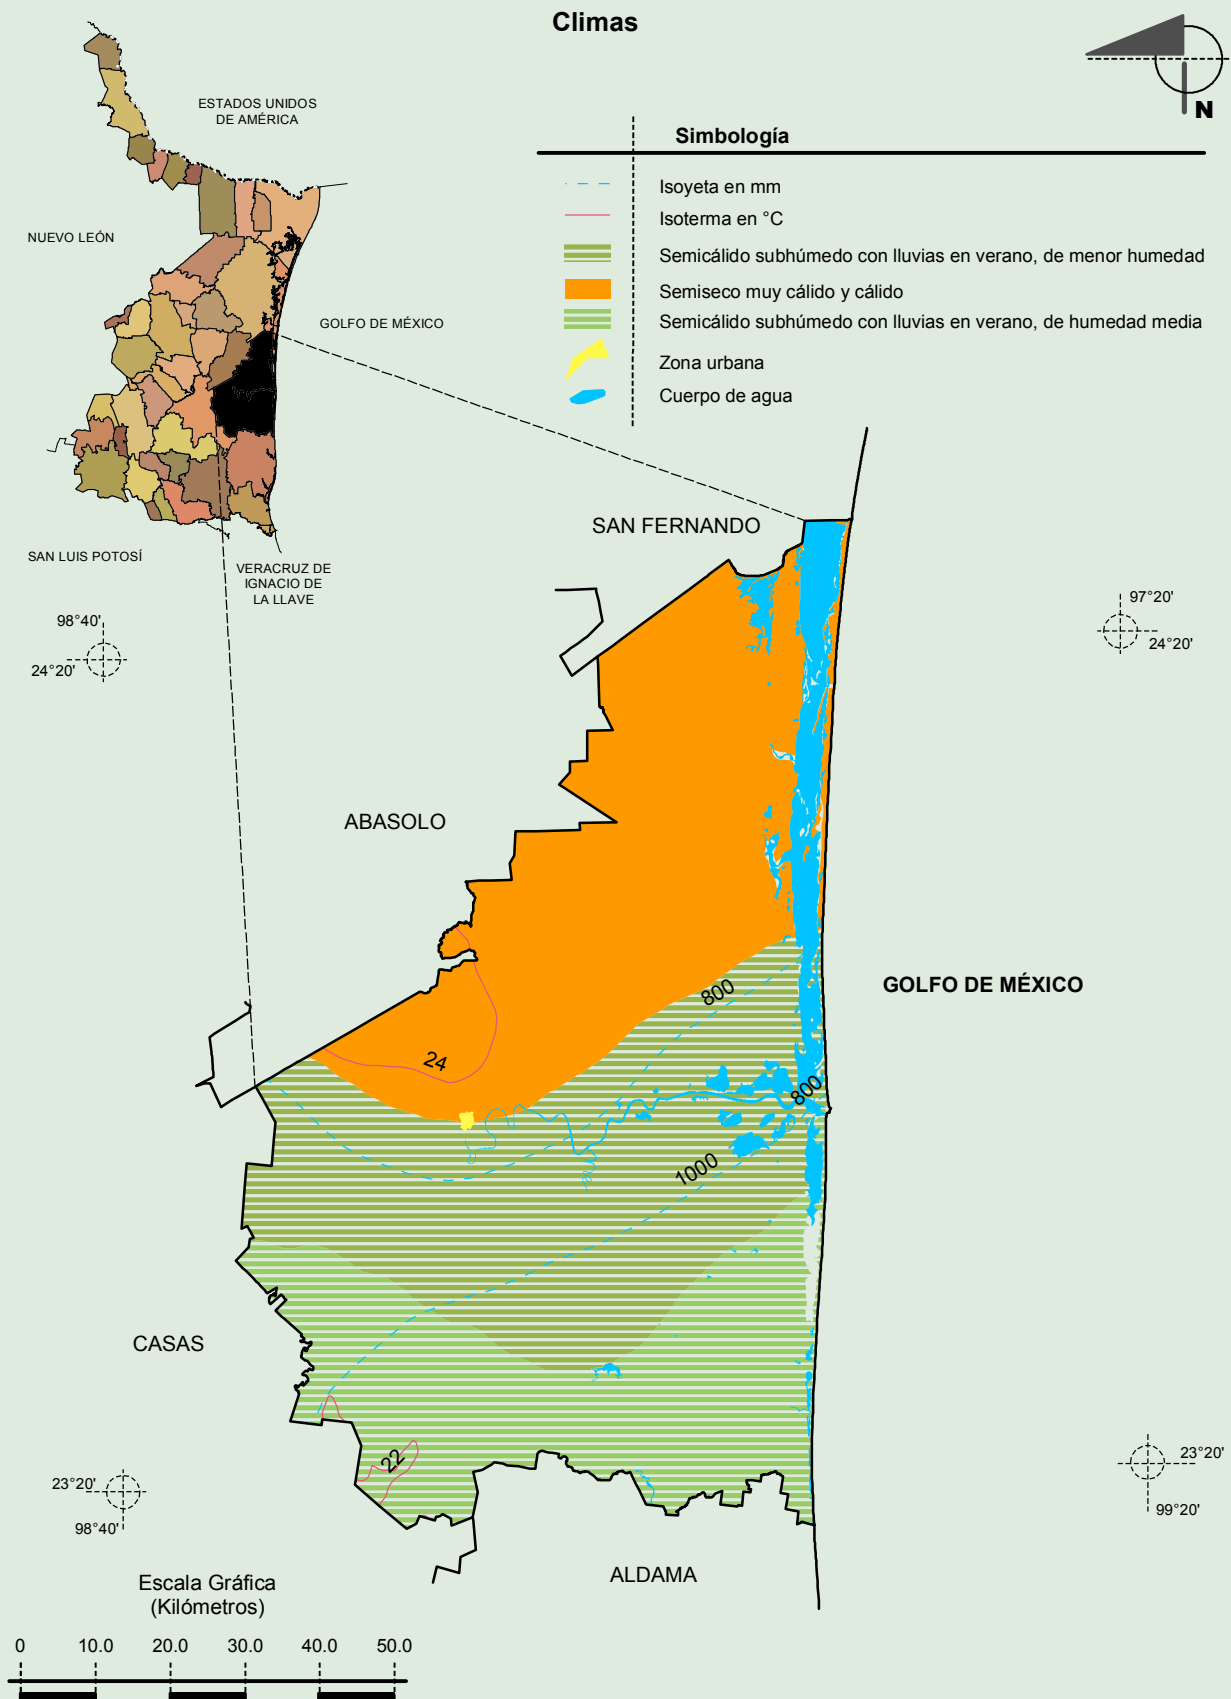 Climas
N
ESTADOS UNIDOS
DE AMÉRICA
NUEVO LEÓN
GOLFO DE MÉXICO
SAN LUIS POTOSÍ
VERACRUZ DE
IGNACIO DE
LA LLAVE
Simbología
Isoyeta en mm
Isoterma en °C
Semicálido subhúmedo con lluvias en verano, de menor humedad
Semiseco muy cálido y cálido
Semicálido subhúmedo con lluvias en verano, de humedad media
Zona urbana
Cuerpo de agua
SAN FERNANDO
98°40'
24°20'
97°20'
24°20'
ABASOLO
GOLFO DE MÉXICO
800
24
800
1000
CASAS
22
23°20'
98°40'
23°20'
99°20'
ALDAMA
Escala Gráfica
(Kilómetros)
0 10.0 20.0 30.0 40.0 50.0